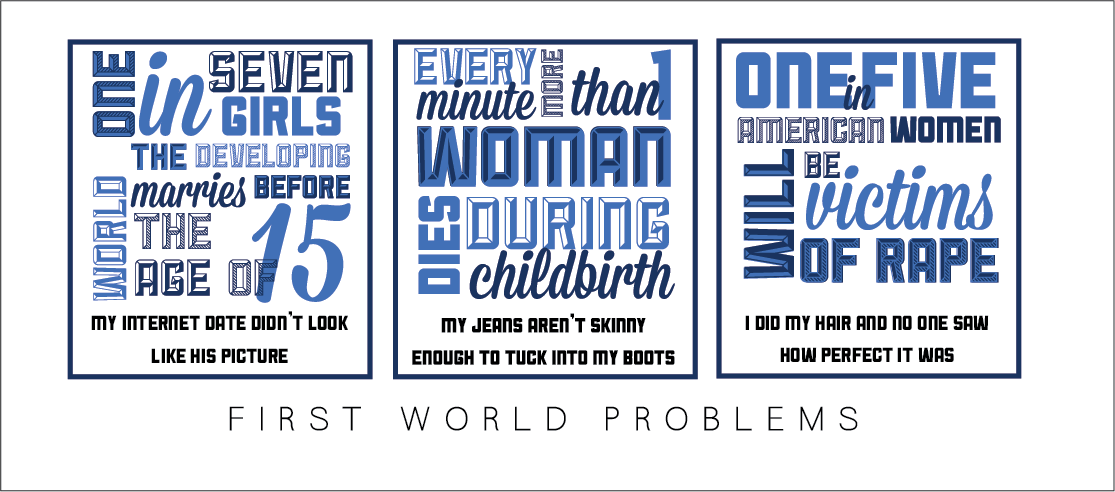 ONE in SEVEN
GIRLS
THE DEVELOPING
WORLD marries BEFORE
THE
AGE OF 15
MY INTERNET DATE DIDN'T LOOK
LIKE HIS PICTURE
EVERY
minute MORE than 1
WOMAN
DIES DURING
childbirth
MY JEANS AREN'T SKINNY
ENOUGH TO TUCK INTO MY BOOTS
ONE in FIVE
AMERICAN WOMEN
WILL BE
victims
OF RAPE
I DID MY HAIR AND NO ONE SAW
HOW PERFECT IT WAS
FIRST WORLD PROBLEMS